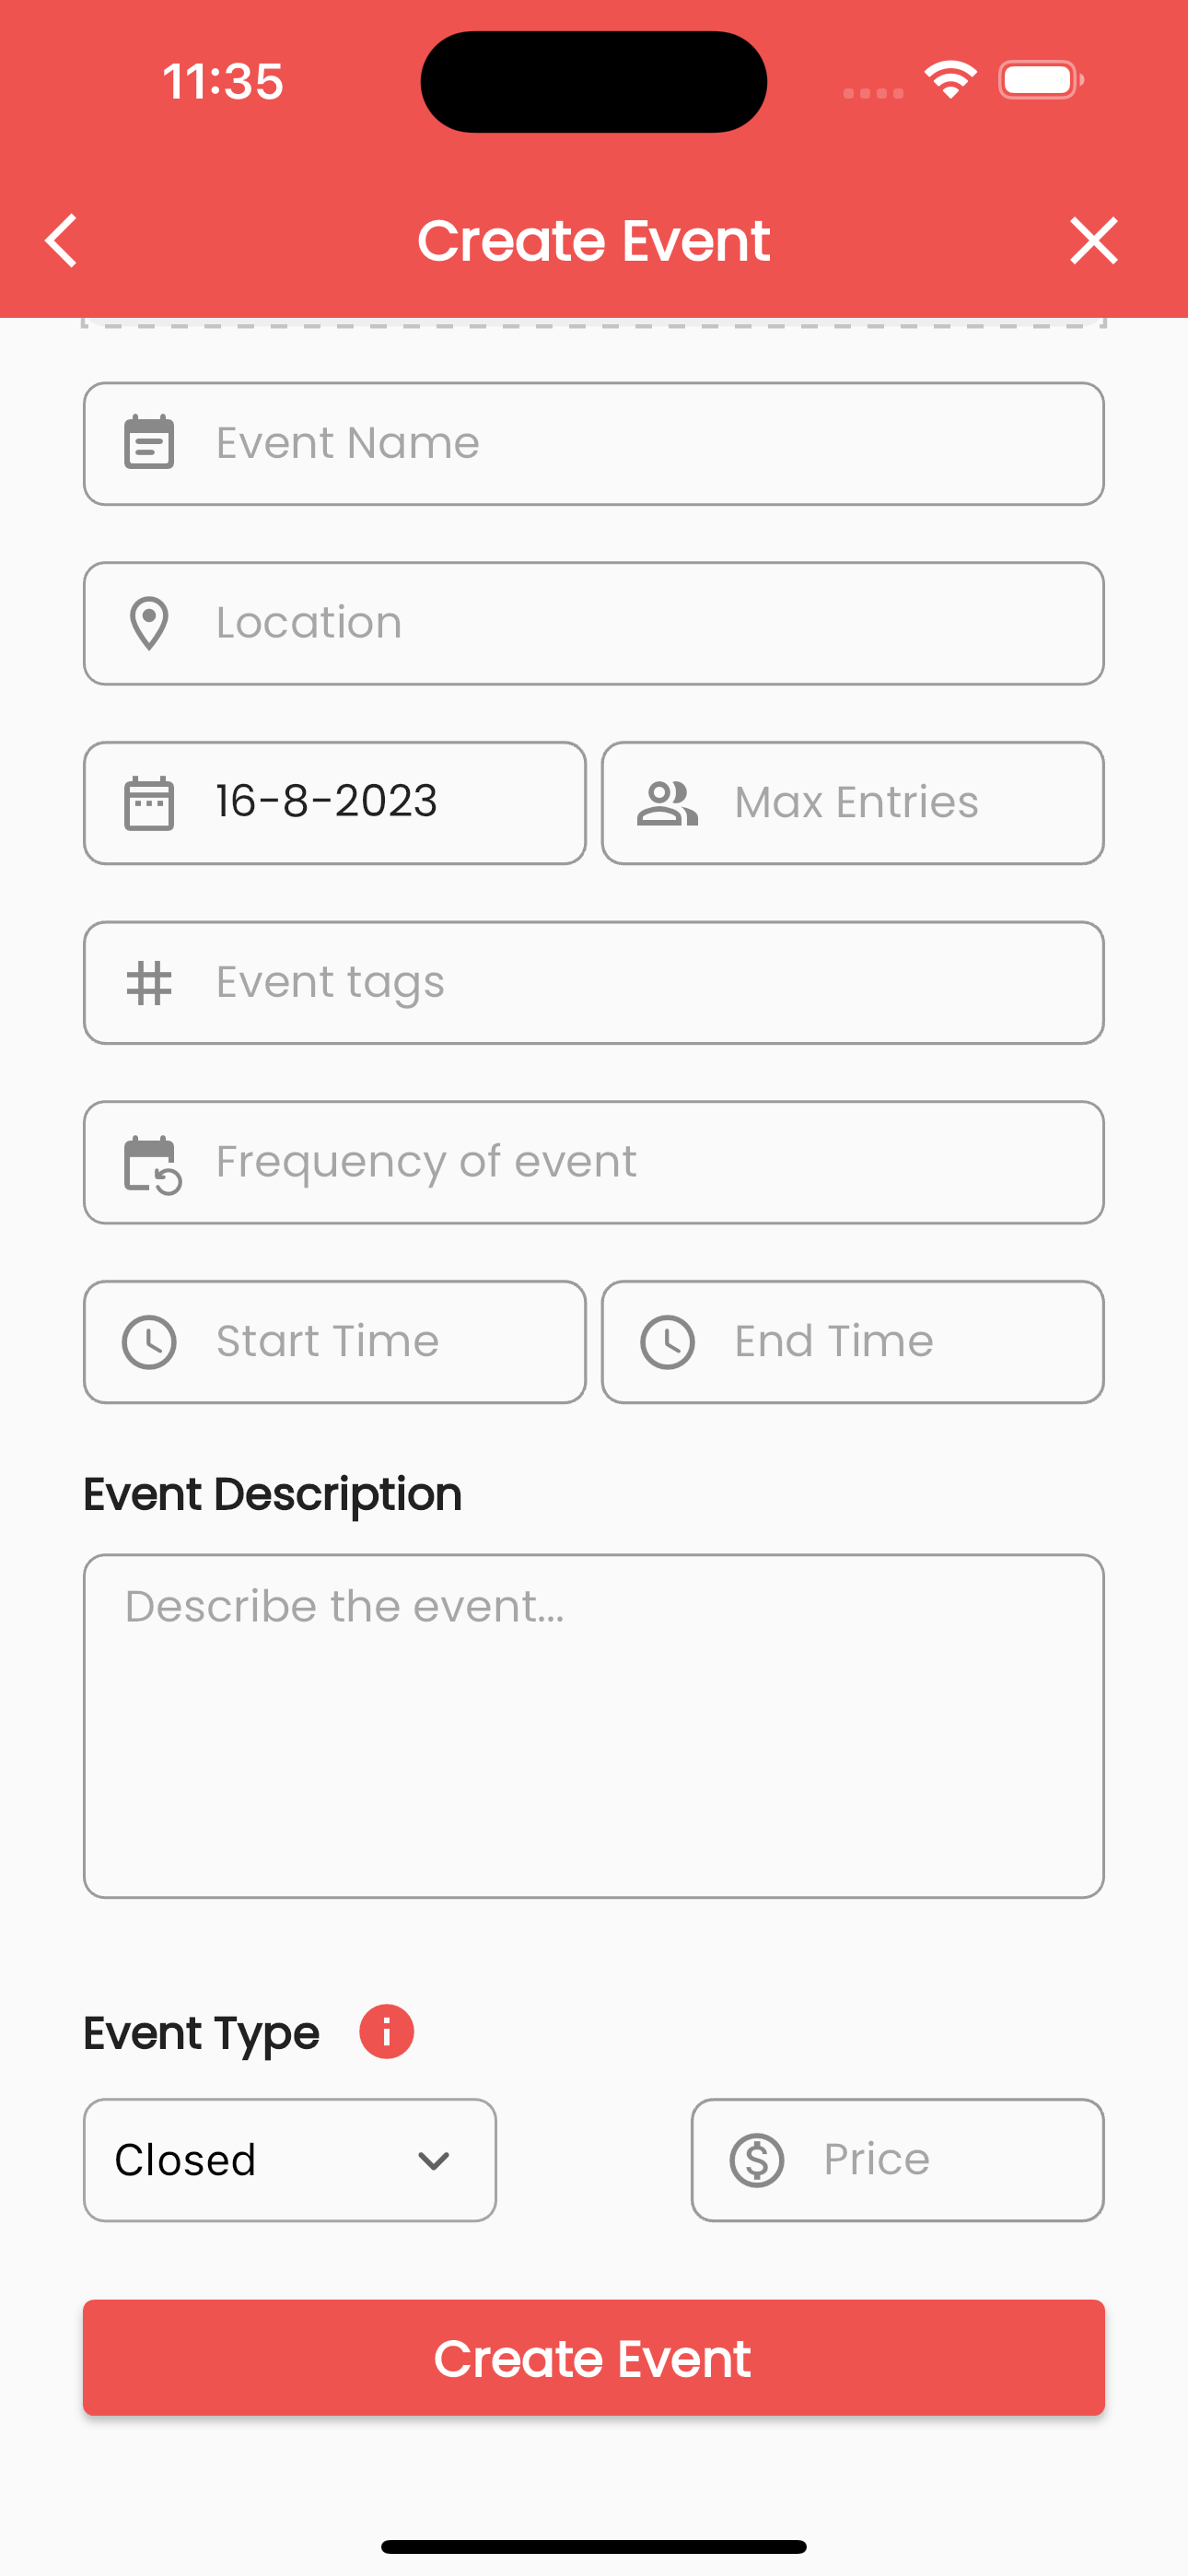 11:35
Create Event
Event Name
Location
16-8-2023 Max Entries
Event tags
Frequency of event
Start Time End Time
Event Description
Describe the event...
Event Type
Closed Price
Create Event